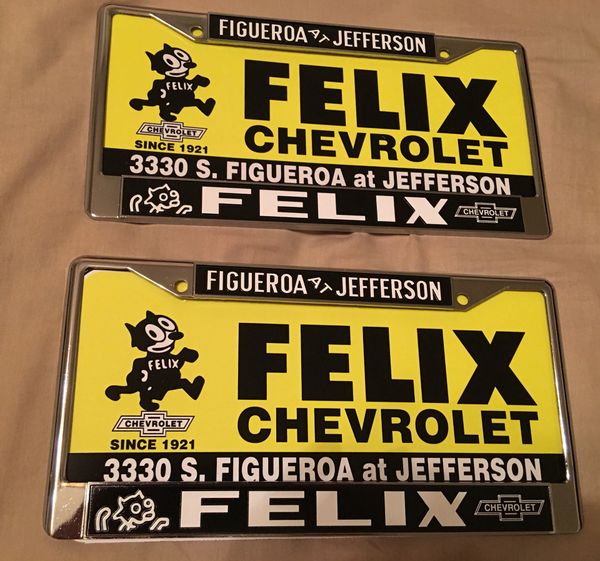 FIGUEROA AT JEFFERSON
FELIX
FELIX
CHEVROLET
CHEVROLET
SINCE 1921
3330 S. FIGUEROA at JEFFERSON
FELIX
CHEVROLET
FIGUEROA AT JEFFERSON
FELIX
FELIX
CHEVROLET
CHEVROLET
SINCE 1921
3330 S. FIGUEROA at JEFFERSON
FELIX
CHEVROLET